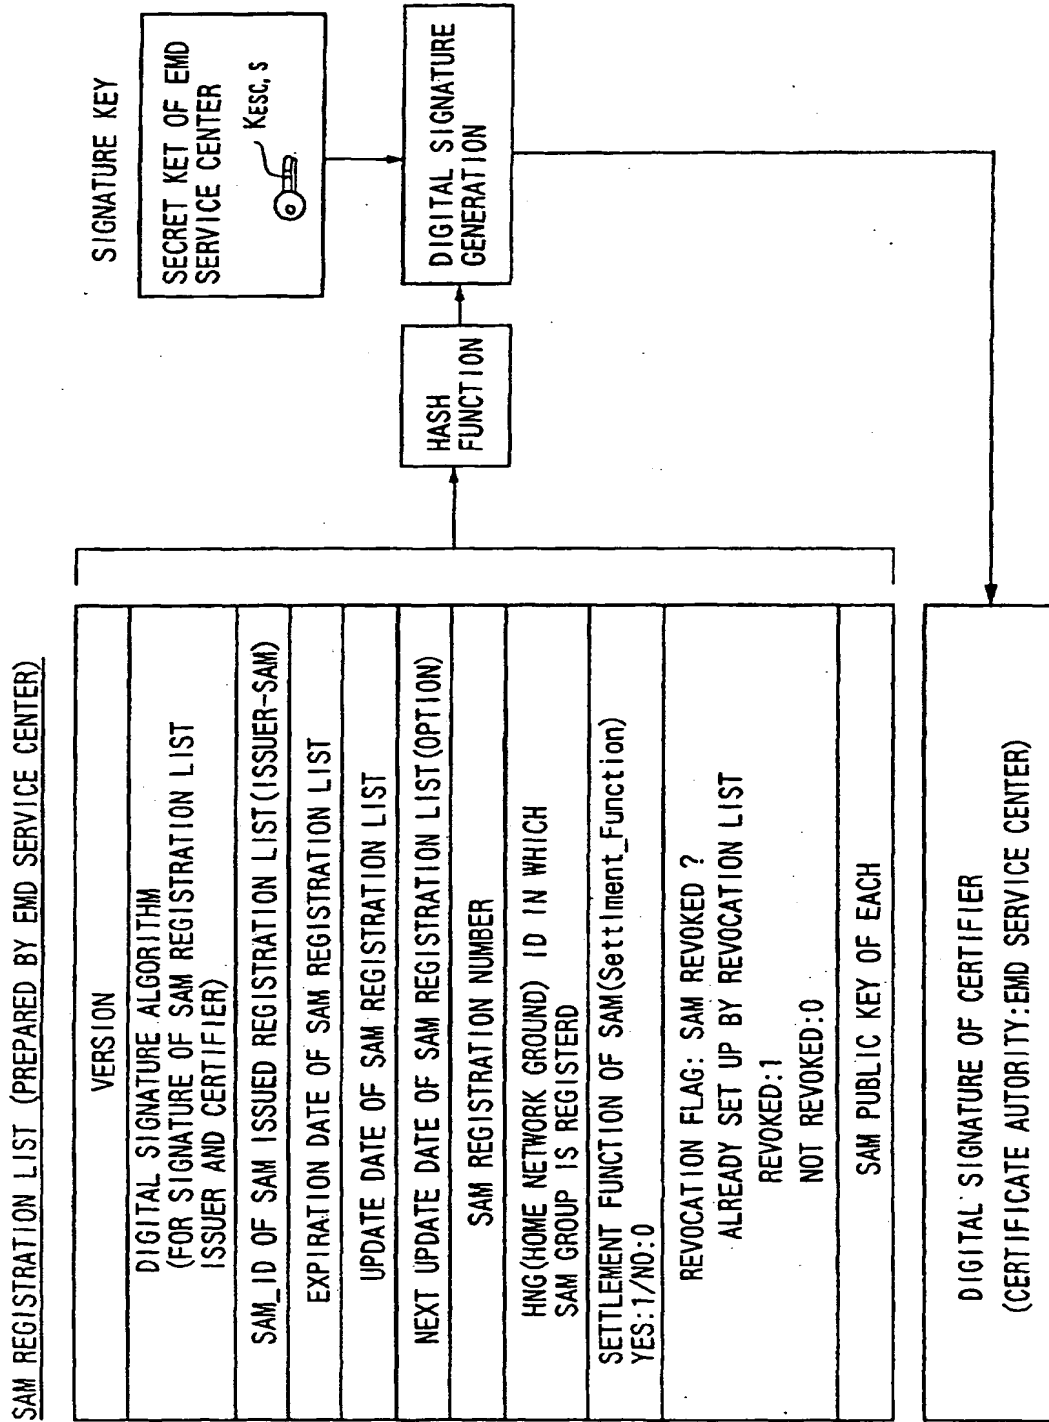 SAM REGISTRATION LIST (PREPARED BY EMD SERVICE CENTER)
VERSION
DIGITAL SIGNATURE ALGORITHM
(FOR SIGNATURE OF SAM REGISTRATION LIST
ISSUER AND CERTIFIER)
SAM_ID OF SAM ISSUED REGISTRATION LIST(ISSUER-SAM)
EXPIRATION DATE OF SAM REGISTRATION LIST
UPDATE DATE OF SAM REGISTRATION LIST
NEXT UPDATE DATE OF SAM REGISTRATION LIST(OPTION)
SAM REGISTRATION NUMBER
HNG(HOME NETWORK GROUND) ID IN WHICH
SAM GROUP IS REGISTERD
SETTLEMENT FUNCTION OF SAM(Settlment_Function)
YES:1/NO:0
REVOCATION FLAG: SAM REVOKED ?
ALREADY SET UP BY REVOCATION LIST
REVOKED:1
NOT REVOKED:0
SAM PUBLIC KEY OF EACH
DIGITAL SIGNATURE OF CERTIFIER
(CERTIFICATE AUTORITY:EMD SERVICE CENTER)
HASH
FUNCTION
SIGNATURE KEY
SECRET KET OF EMD
SERVICE CENTER
KESC, S
DIGITAL SIGNATURE
GENERATION